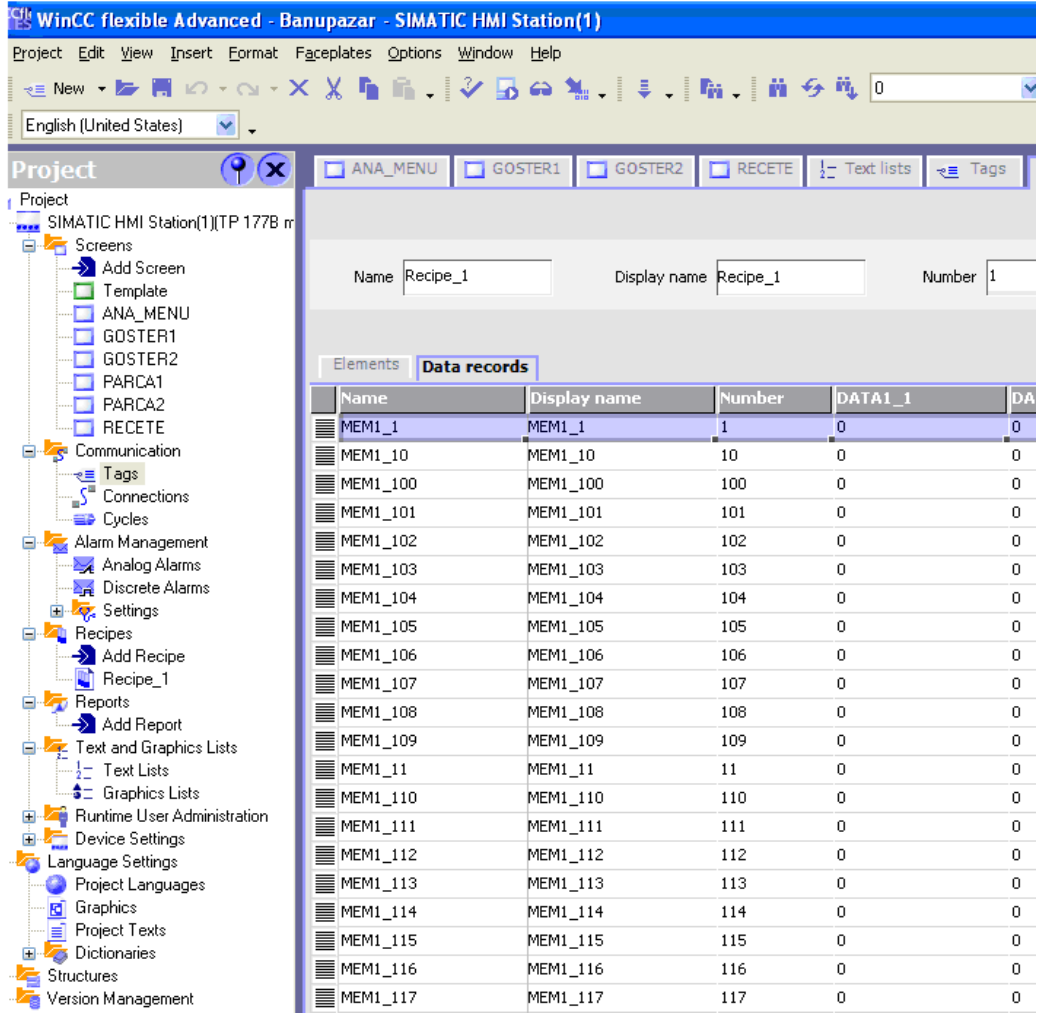 WinCC flexible Advanced - Banupazar - SIMATIC HMI Station(1)
Project Edit View Insert Format Faceplates Options Window Help
New 0
English (United States)
Project
Project
SIMATIC HMI Station(1)(TP 177B m
Screens
Add Screen
Template
ANA_MENU
GOSTER1
GOSTER2
PARCA1
PARCA2
RECETE
Communication
Tags
Connections
Cycles
Alarm Management
Analog Alarms
Discrete Alarms
Settings
Recipes
Add Recipe
Recipe_1
Reports
Add Report
Text and Graphics Lists
Text Lists
Graphics Lists
Runtime User Administration
Device Settings
Language Settings
Project Languages
Graphics
Project Texts
Dictionaries
Structures
Version Management
ANA_MENU GOSTER1 GOSTER2 RECETE Text lists Tags
Name Recipe_1 Display name Recipe_1 Number 1
Elements Data records
Name Display name Number DATA1_1 DA
MEM1_1 MEM1_1 1 0 0
MEM1_10 MEM1_10 10 0 0
MEM1_100 MEM1_100 100 0 0
MEM1_101 MEM1_101 101 0 0
MEM1_102 MEM1_102 102 0 0
MEM1_103 MEM1_103 103 0 0
MEM1_104 MEM1_104 104 0 0
MEM1_105 MEM1_105 105 0 0
MEM1_106 MEM1_106 106 0 0
MEM1_107 MEM1_107 107 0 0
MEM1_108 MEM1_108 108 0 0
MEM1_109 MEM1_109 109 0 0
MEM1_11 MEM1_11 11 0 0
MEM1_110 MEM1_110 110 0 0
MEM1_111 MEM1_111 111 0 0
MEM1_112 MEM1_112 112 0 0
MEM1_113 MEM1_113 113 0 0
MEM1_114 MEM1_114 114 0 0
MEM1_115 MEM1_115 115 0 0
MEM1_116 MEM1_116 116 0 0
MEM1_117 MEM1_117 117 0 0